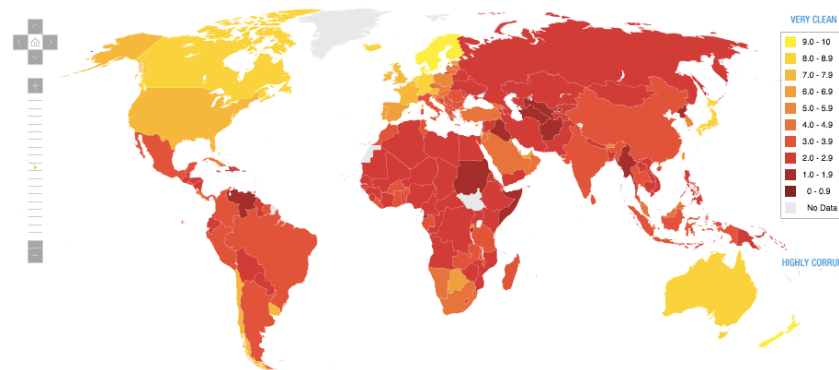 VERY CLEAN
9.0 - 10
8.0 - 8.9
7.0 - 7.9
6.0 - 6.9
5.0 - 5.9
4.0 - 4.9
3.0 - 3.9
2.0 - 2.9
1.0 - 1.9
0 - 0.9
No Data
HIGHLY CORRU